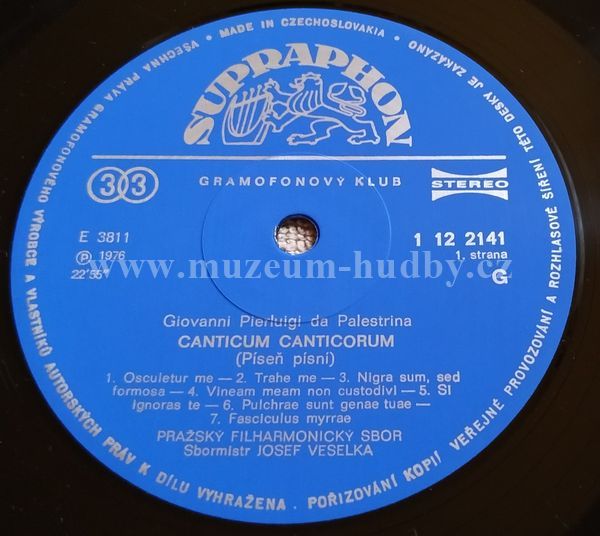 VŠECHNA PRÁVA GRAMOFONOVÉHO VÝROBCE A VLASTNÍKŮ AUTORSKÝCH PRÁV K DÍLU VYHRAŽENA . POŘIZOVÁNÍ KOPIÍ VEŘEJNÉ PROVOZOVÁNÍ A ROZHLASOVÉ ŠÍŘENÍ TÉTO DESKY JE ZAKÁZÁNO
MADE IN CZECHOSLOVAKIA
SUPRAPHON
33
GRAMOFONOVÝ KLUB
STEREO
E 3811
1 12 2141
℗ 1976
1. strana
22'55"
G
www.muzeum-hudby.cz
Giovanni Pierluigi da Palestrina
CANTICUM CANTICORUM
(Píseň písní)
1. Osculetur me — 2. Trahe me — 3. Nigra sum, sed
formosa — 4. Vineam meam non custodivi — 5. Si
ignoras te — 6. Pulchrae sunt genae tuae —
7. Fasciculus myrrae
PRAŽSKÝ FILHARMONICKÝ SBOR
Sbormistr JOSEF VESELKA